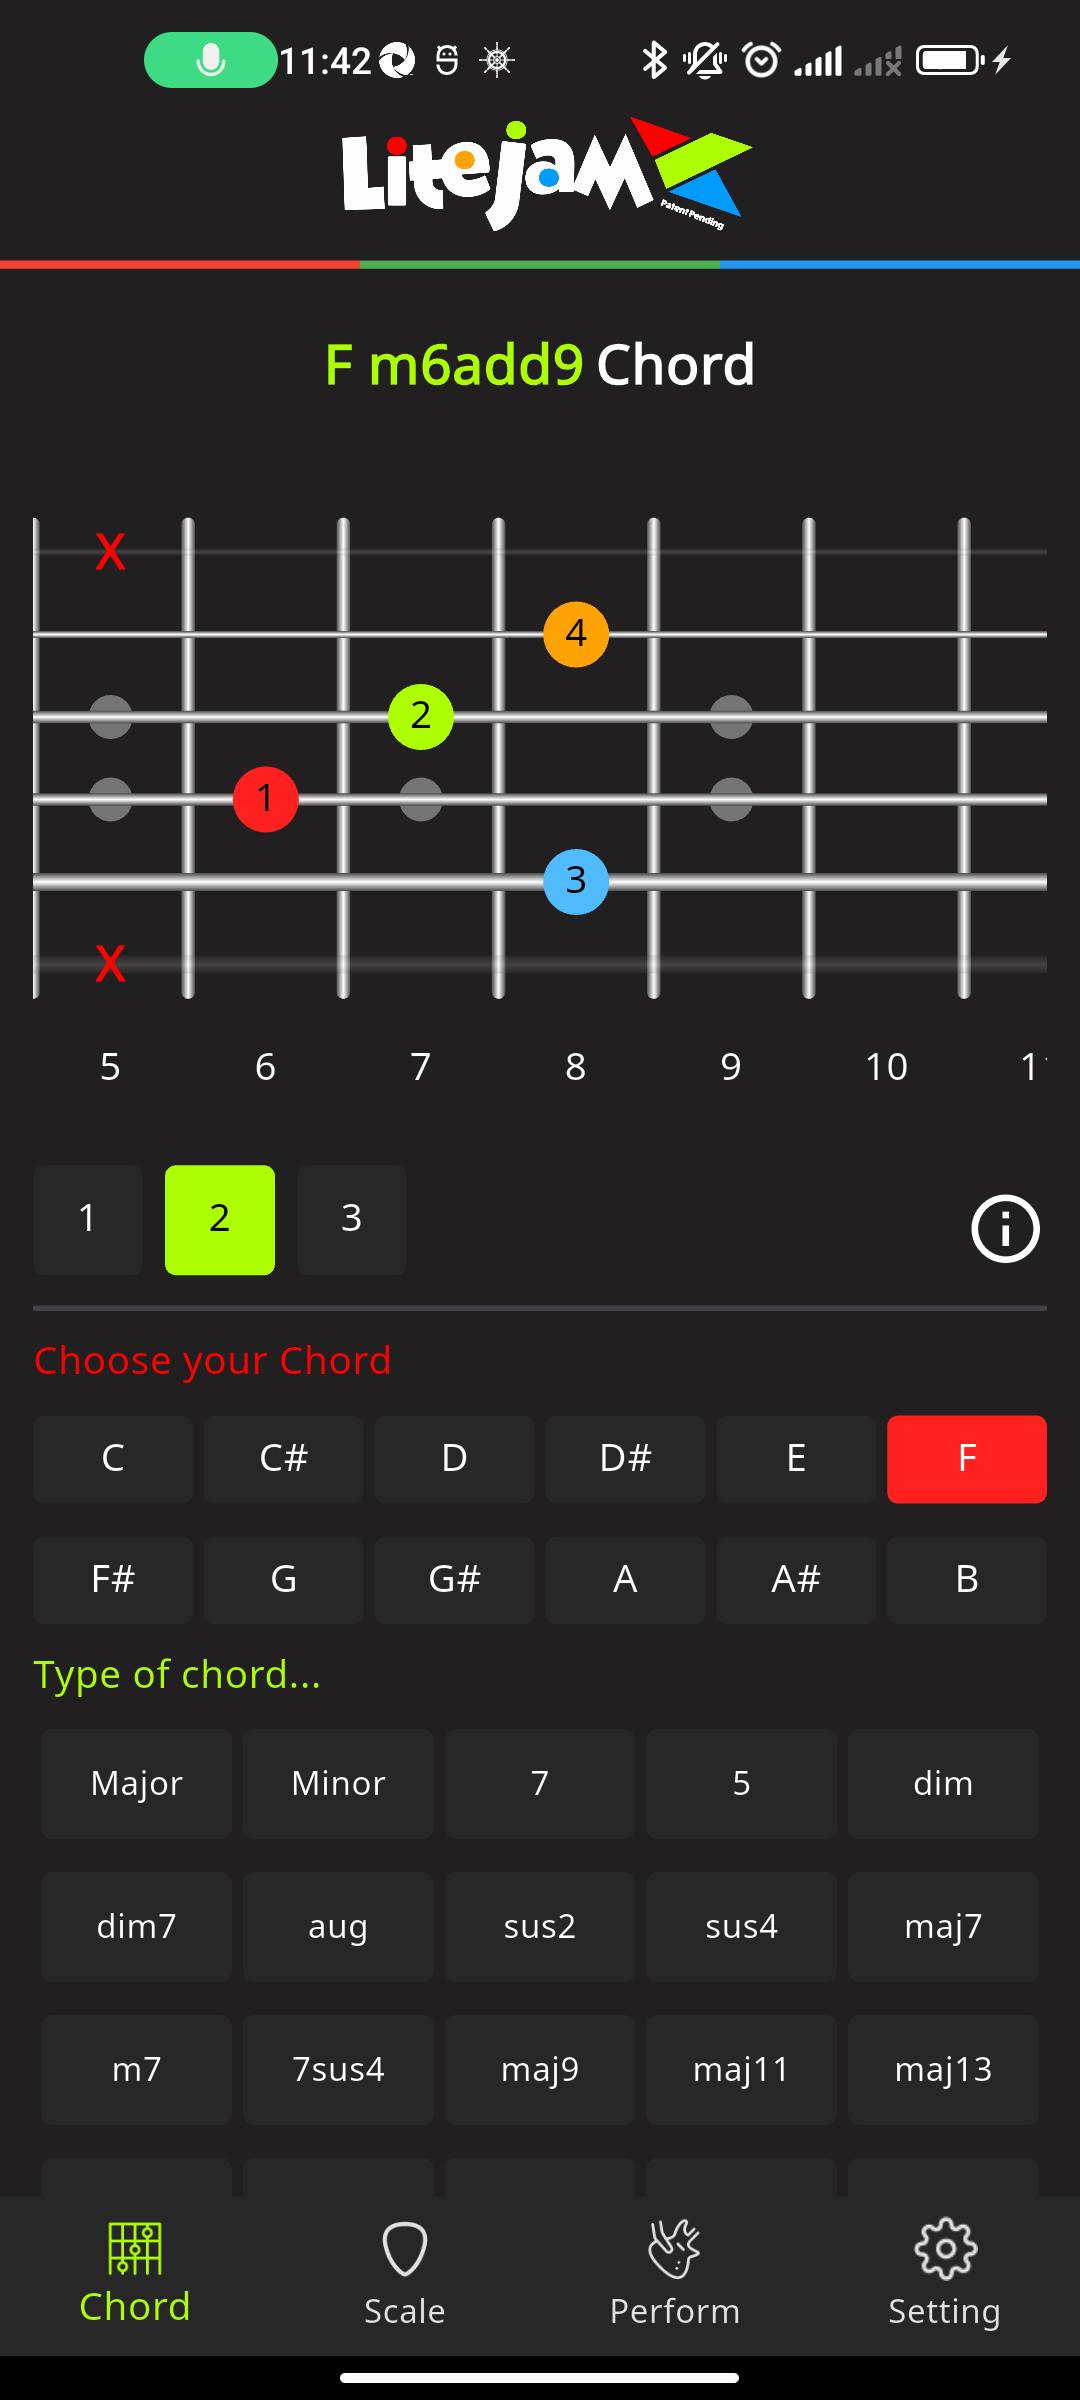 11:42
Litejam
Patent Pending
F m6add9 Chord
X
4
2
1
3
X
5 6 7 8 9 10
1 2 3
Choose your Chord
C C# D D# E F
F# G G# A A# B
Type of chord...
Major Minor 7 5 dim
dim7 aug sus2 sus4 maj7
m7 7sus4 maj9 maj11 maj13
Chord Scale Perform Setting